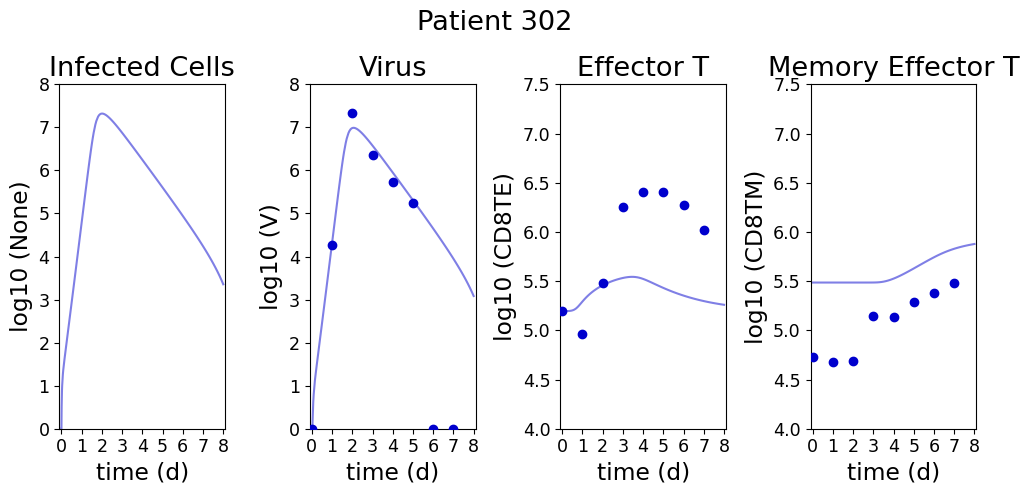 Patient 302
Infected Cells
Virus
Effector T
Memory Effector T
log10 (None)
8
7
6
5
4
3
2
1
0
0 1 2 3 4 5 6 7 8
time (d)
log10 (V)
8
7
6
5
4
3
2
1
0
0 1 2 3 4 5 6 7 8
time (d)
log10 (CD8TE)
7.5
7.0
6.5
6.0
5.5
5.0
4.5
4.0
0 1 2 3 4 5 6 7 8
time (d)
log10 (CD8TM)
7.5
7.0
6.5
6.0
5.5
5.0
4.5
4.0
0 1 2 3 4 5 6 7 8
time (d)